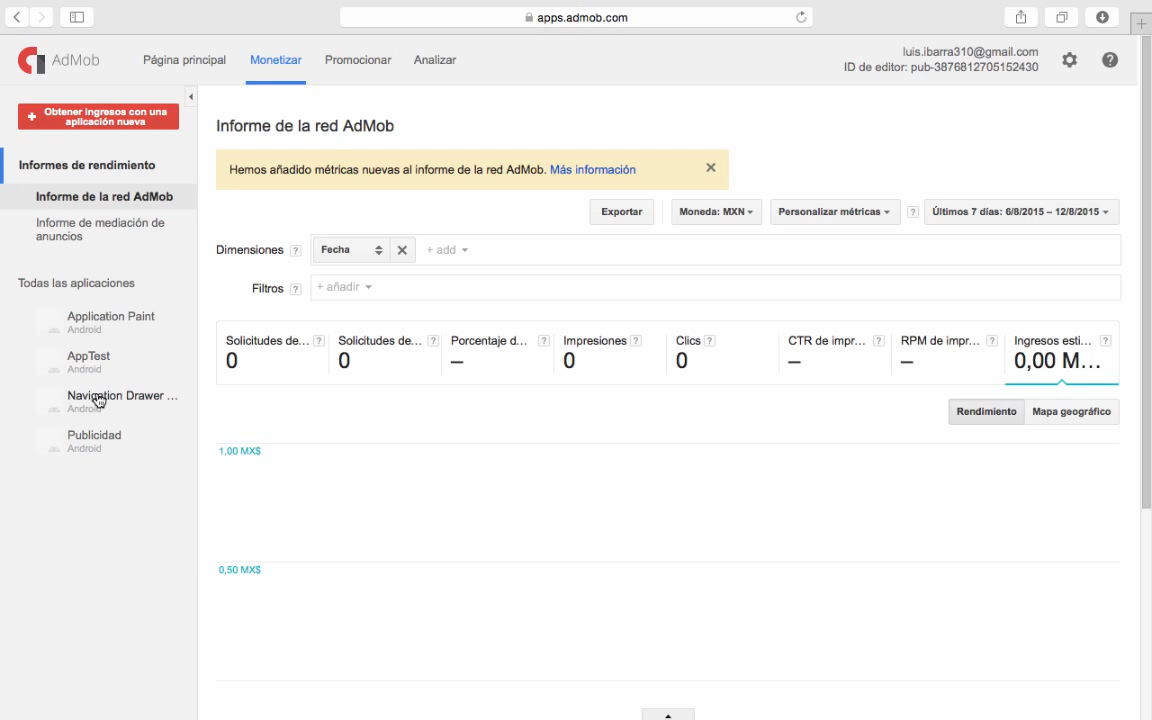 apps.admob.com
AdMob
Página principal
Monetizar
Promocionar
Analizar
luis.ibarra310@gmail.com
ID de editor: pub-3876812705152430
+ Obtener ingresos con una
aplicación nueva
Informes de rendimiento
Informe de la red AdMob
Informe de mediación de
anuncios
Todas las aplicaciones
Application Paint
Android
AppTest
Android
Navigation Drawer ...
Android
Publicidad
Android
Informe de la red AdMob
Hemos añadido métricas nuevas al informe de la red AdMob. Más información
Exportar
Moneda: MXN
Personalizar métricas
?
Últimos 7 días: 6/8/2015 – 12/8/2015
Dimensiones ?
Fecha
+ add
Filtros ?
+ añadir
Solicitudes de... ?
0
Solicitudes de... ?
0
Porcentaje d... ?
–
Impresiones ?
0
Clics ?
0
CTR de impr... ?
–
RPM de impr... ?
–
Ingresos esti... ?
0,00 M...
Rendimiento
Mapa geográfico
1,00 MX$
0,50 MX$